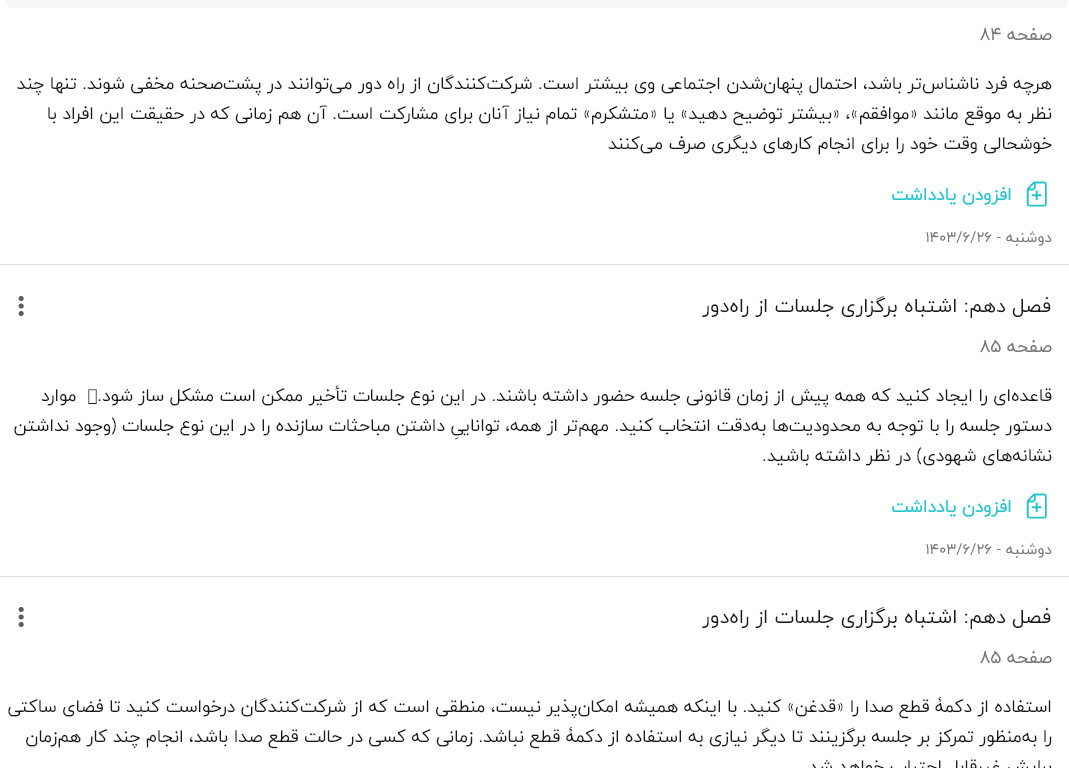 صفحه ۸۴
هرچه فرد ناشناس‌تر باشد، احتمال پنهان‌شدن اجتماعی وی بیشتر است. شرکت‌کنندگان از راه دور می‌توانند در پشت‌صحنه مخفی شوند. تنها چند
نظر به موقع مانند «موافقم»، «بیشتر توضیح دهید» یا «متشکرم» تمام نیاز آنان برای مشارکت است. آن هم زمانی که در حقیقت این افراد با
خوشحالی وقت خود را برای انجام کارهای دیگری صرف می‌کنند
افزودن یادداشت
دوشنبه - ۱۴۰۳/۶/۲۶
فصل دهم: اشتباه برگزاری جلسات از راه‌دور
صفحه ۸۵
قاعده‌ای را ایجاد کنید که همه پیش از زمان قانونی جلسه حضور داشته باشند. در این نوع جلسات تأخیر ممکن است مشکل ساز شود. موارد
دستور جلسه را با توجه به محدودیت‌ها به‌دقت انتخاب کنید. مهم‌تر از همه، تواناییِ داشتن مباحثات سازنده را در این نوع جلسات (وجود نداشتن
نشانه‌های شهودی) در نظر داشته باشید.
افزودن یادداشت
دوشنبه - ۱۴۰۳/۶/۲۶
فصل دهم: اشتباه برگزاری جلسات از راه‌دور
صفحه ۸۵
استفاده از دکمهٔ قطع صدا را «قدغن» کنید. با اینکه همیشه امکان‌پذیر نیست، منطقی است که از شرکت‌کنندگان درخواست کنید تا فضای ساکتی
را به‌منظور تمرکز بر جلسه برگزینند تا دیگر نیازی به استفاده از دکمهٔ قطع نباشد. زمانی که کسی در حالت قطع صدا باشد، انجام چند کار هم‌زمان
برایش غیرقابل اجتناب خواهد شد.